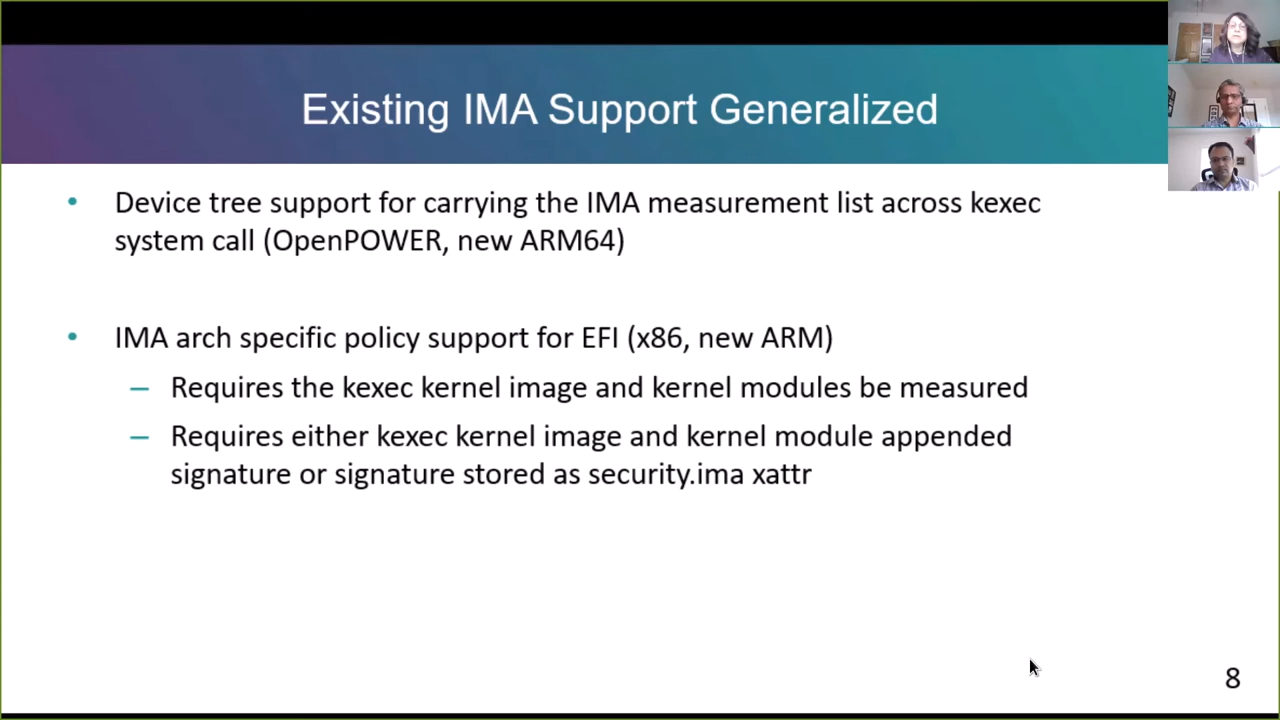 Existing IMA Support Generalized
• Device tree support for carrying the IMA measurement list across kexec
system call (OpenPOWER, new ARM64)
• IMA arch specific policy support for EFI (x86, new ARM)
– Requires the kexec kernel image and kernel modules be measured
– Requires either kexec kernel image and kernel module appended
signature or signature stored as security.ima xattr
8